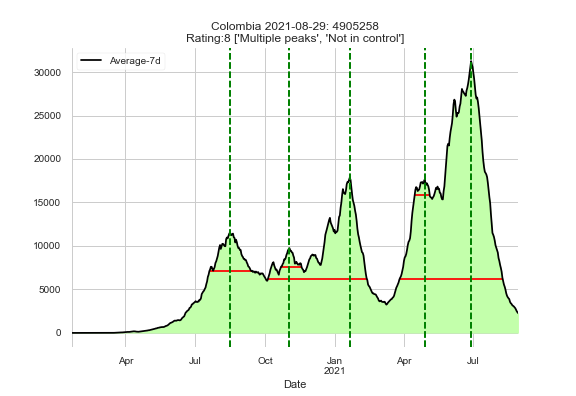 Colombia 2021-08-29: 4905258
Rating:8 ['Multiple peaks', 'Not in control']
Average-7d
30000
25000
20000
15000
10000
5000
0
Apr Jul Oct Jan Apr Jul
2021
Date